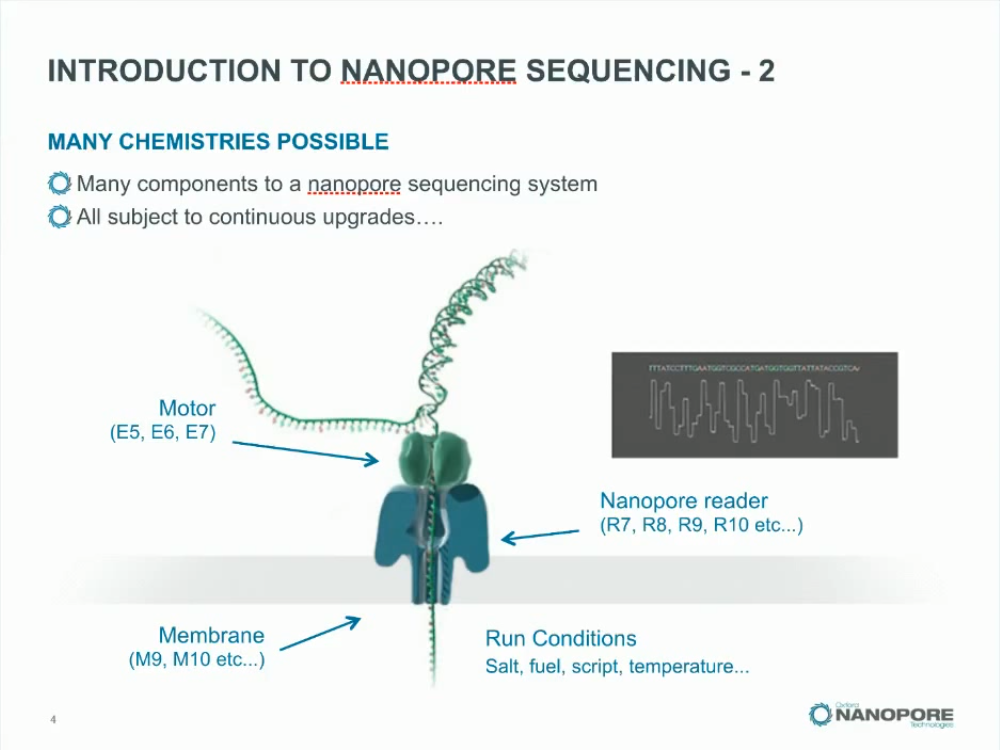 INTRODUCTION TO NANOPORE SEQUENCING - 2
MANY CHEMISTRIES POSSIBLE
Many components to a nanopore sequencing system
All subject to continuous upgrades….
Motor
(E5, E6, E7)
Nanopore reader
(R7, R8, R9, R10 etc...)
Membrane
(M9, M10 etc...)
Run Conditions
Salt, fuel, script, temperature...
4
Oxford
NANOPORE
Technologies